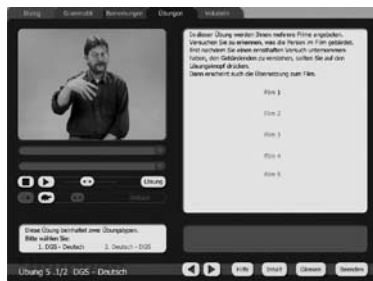 Dialog Grammatik Bemerkungen Übungen Vokabeln
In dieser Übung werden Ihnen mehrere Filme angeboten.
Versuchen Sie zu erkennen, was die Person im Film gebärdet.
Erst nachdem Sie einen ernsthaften Versuch unternommen
haben, den Gebärdenden zu verstehen, sollten Sie auf den
Lösungsknopf drücken.
Dann erscheint auch die Übersetzung zum Film.
Film 1
Film 2
Film 3
Film 4
Film 5
Lösung
Diese Übung beinhaltet zwei Übungstypen.
Bitte wählen Sie:
1. DGS - Deutsch 2. Deutsch - DGS
Übung 5.1/2 DGS - Deutsch
Hilfe Inhalt Glossen Beenden